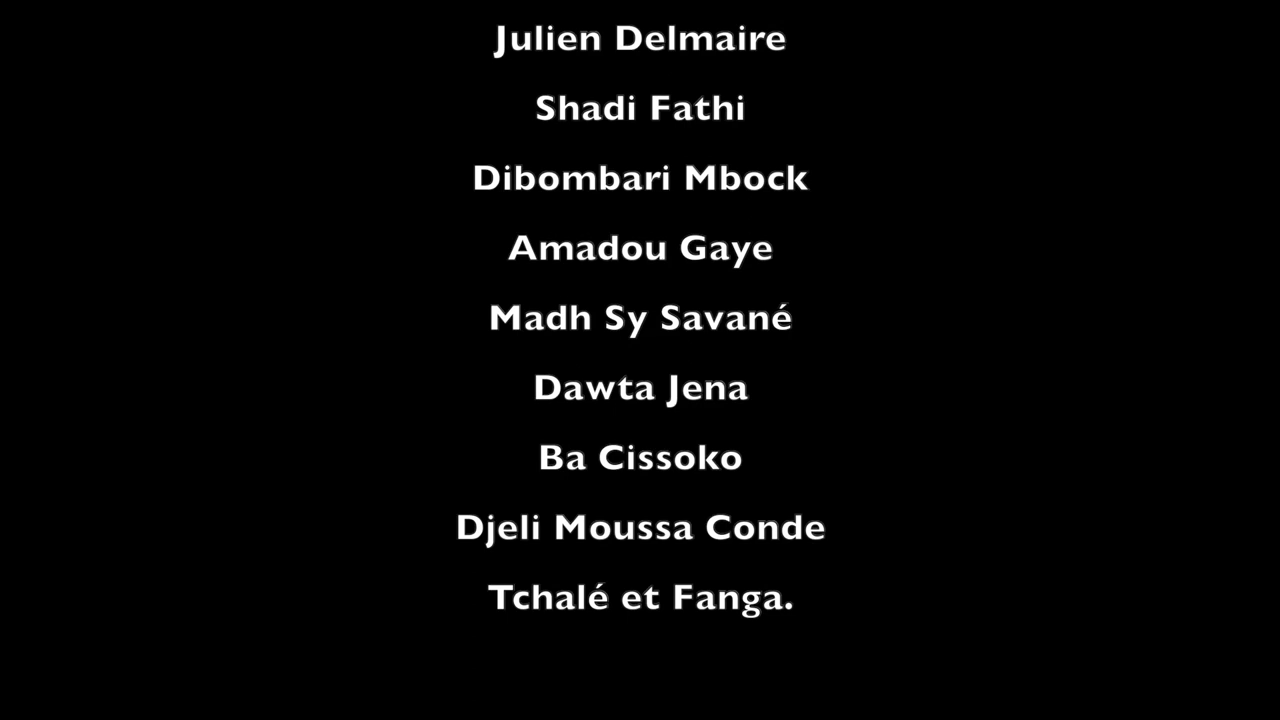 Julien Delmaire
Shadi Fathi
Dibombari Mbock
Amadou Gaye
Madh Sy Savané
Dawta Jena
Ba Cissoko
Djeli Moussa Conde
Tchalé et Fanga.